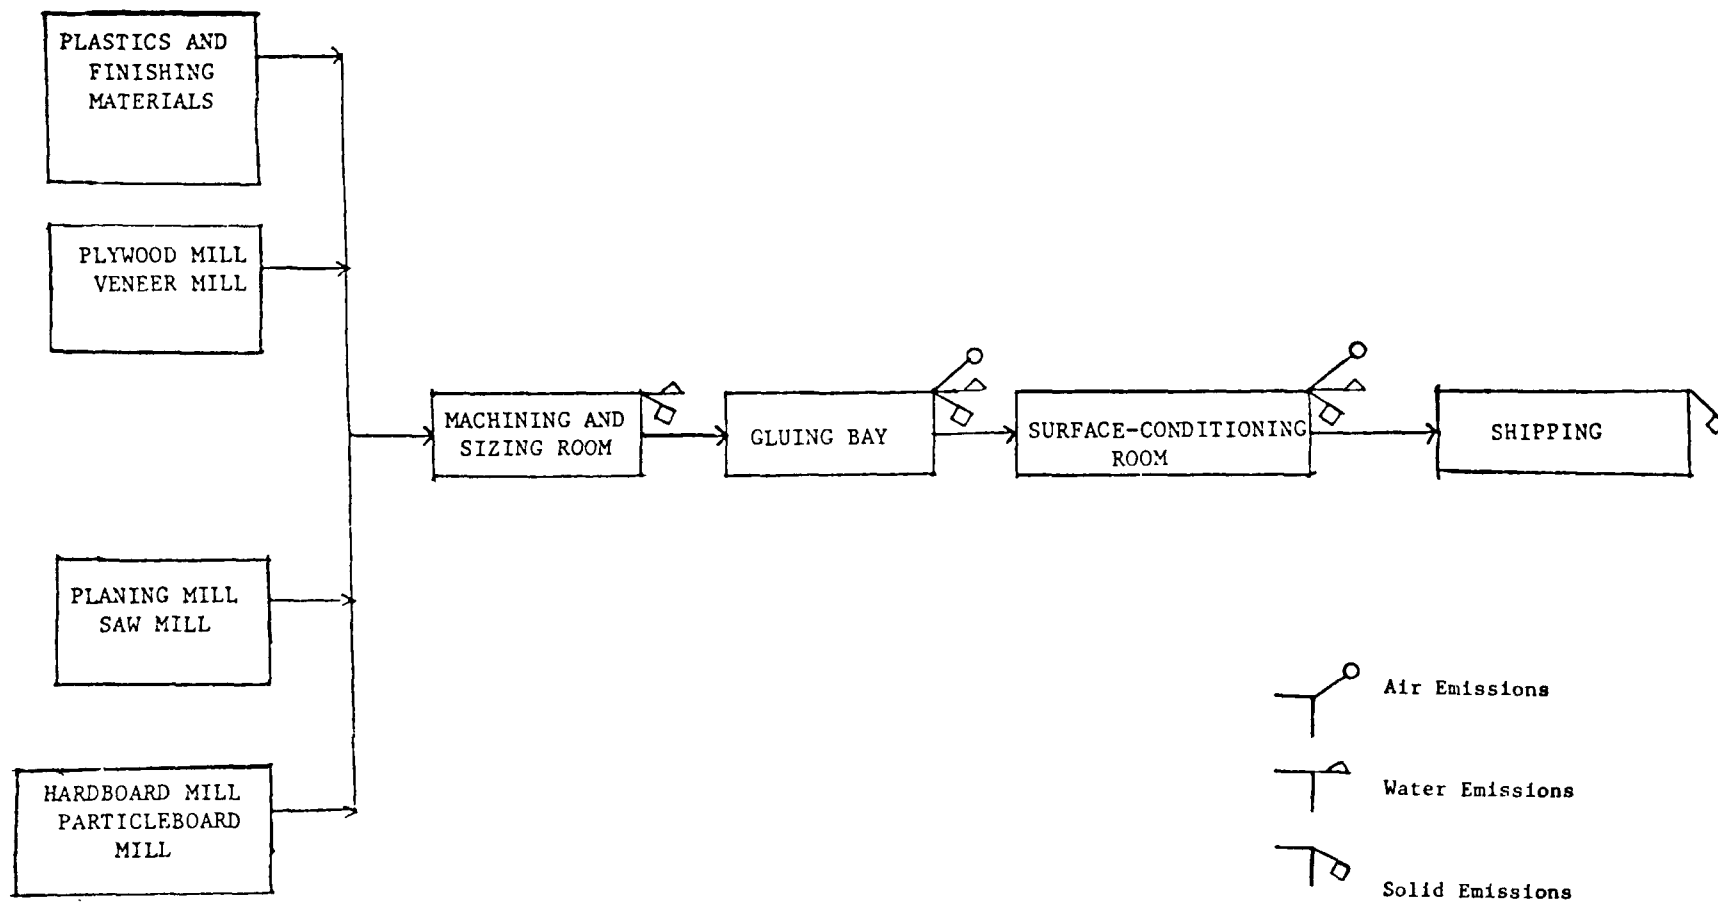 PLASTICS AND
FINISHING
MATERIALS
PLYWOOD MILL
VENEER MILL
MACHINING AND
SIZING ROOM
GLUING BAY
SURFACE-CONDITIONING
ROOM
SHIPPING
PLANING MILL
SAW MILL
HARDBOARD MILL
PARTICLEBOARD
MILL
Air Emissions
Water Emissions
Solid Emissions